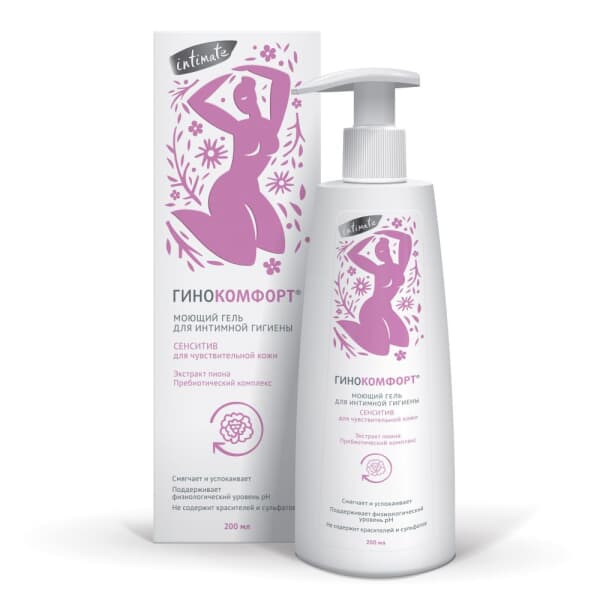 intimate
ГИНОКОМФОРТ®
МОЮЩИЙ ГЕЛЬ
ДЛЯ ИНТИМНОЙ ГИГИЕНЫ
СЕНСИТИВ
для чувствительной кожи
Экстракт пиона
Пребиотический комплекс
Смягчает и успокаивает
Поддерживает
физиологический уровень pH
Не содержит красителей и сульфатов
200 мл
intimate
ГИНОКОМФОРТ®
МОЮЩИЙ ГЕЛЬ
ДЛЯ ИНТИМНОЙ ГИГИЕНЫ
СЕНСИТИВ
для чувствительной кожи
Экстракт пиона
Пребиотический комплекс
Смягчает и успокаивает
Поддерживает физиологический
уровень pH
Не содержит красителей и сульфатов
200 мл